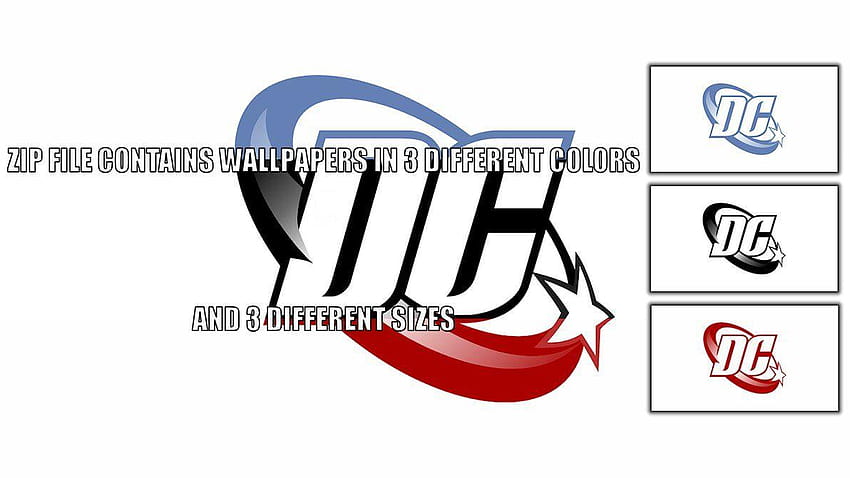 ZIP FILE CONTAINS WALLPAPERS IN 3 DIFFERENT COLORS
DC
AND 3 DIFFERENT SIZES
DC
DC
DC